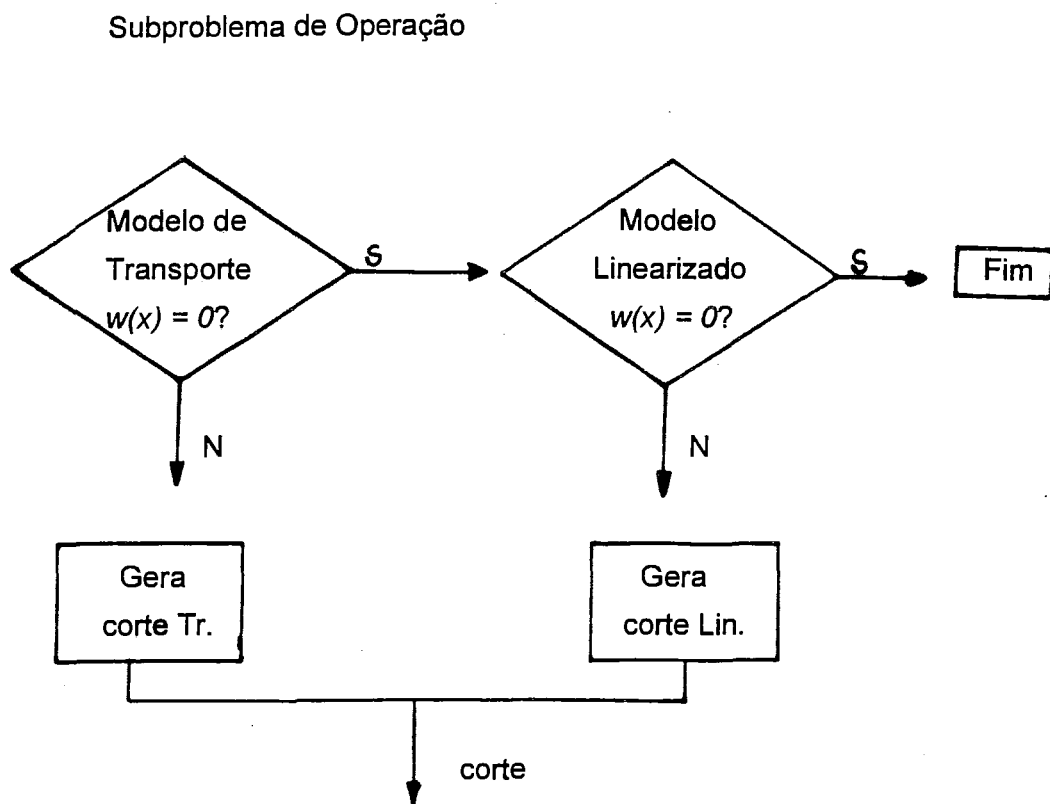 Subproblema de Operação
Modelo de
Transporte
w(x) = 0?
S
Modelo
Linearizado
w(x) = 0?
S
Fim
N
N
Gera
corte Tr.
Gera
corte Lin.
corte